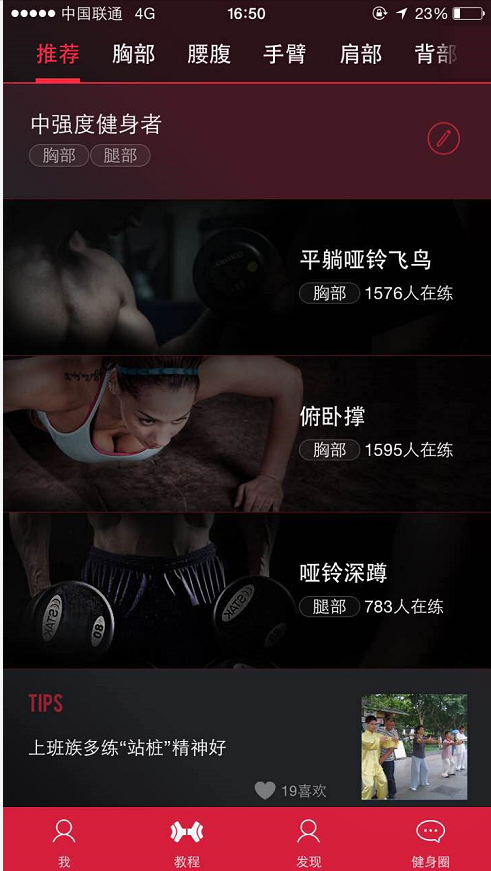 中国联通 4G 16:50 23%
推荐 胸部 腰腹 手臂 肩部 背部
中强度健身者
胸部 腿部
平躺哑铃飞鸟
胸部 1576人在练
俯卧撑
胸部 1595人在练
哑铃深蹲
STAK 08 STAK
腿部 783人在练
TIPS
上班族多练“站桩”精神好
19喜欢
我 教程 发现 健身圈